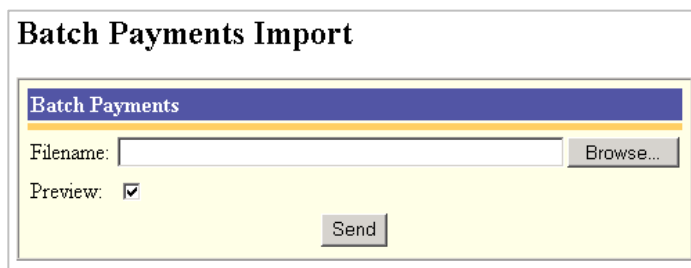 Batch Payments Import
Batch Payments
Filename: Browse...
Preview:
Send